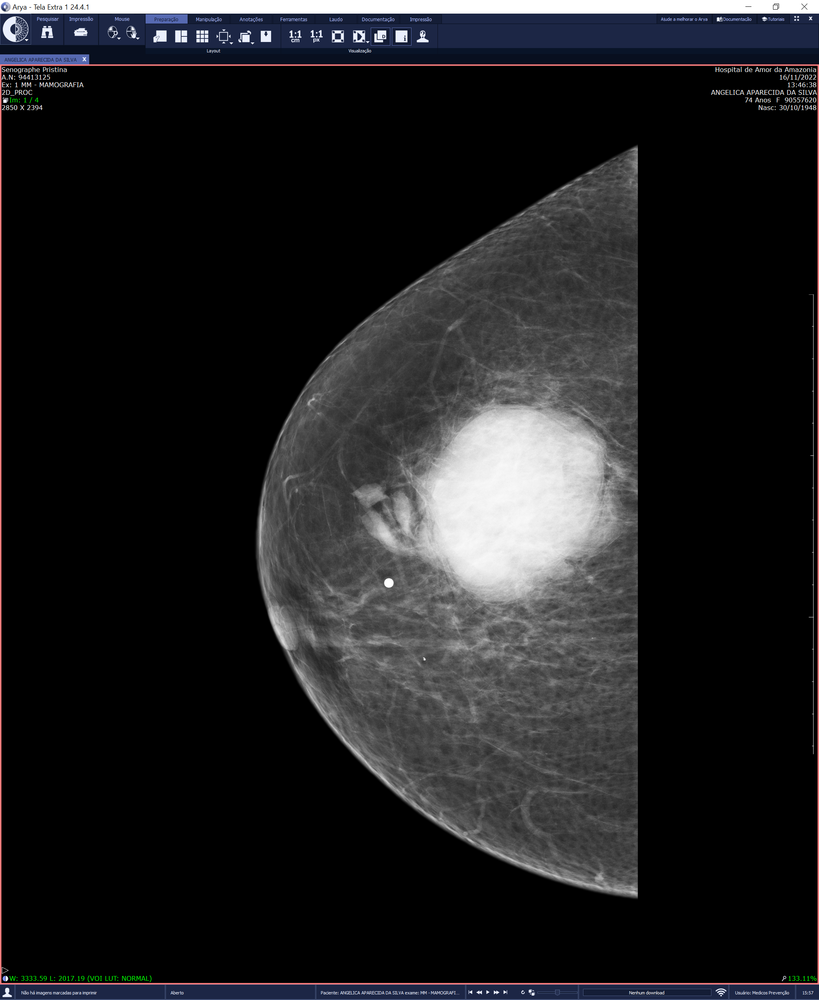 Arya - Tela Extra 1 24.4.1
Pesquisar
Impressão
Mouse
Preparação
Manipulação
Anotações
Ferramentas
Laudo
Documentação
Impressão
Ajude a melhorar o Arya
Documentação
Tutoriais
x
1:1
cm
1:1
px
D
i
Layout
Visualização
ANGELICA APARECIDA DA SILVA X
Senographe Pristina
A.N: 94413125
Ex: 1 MM - MAMOGRAFIA
2D_PROC
Im: 1 / 4
2850 X 2394
Hospital de Amor da Amazonia
16/11/2022
13:46:38
ANGELICA APARECIDA DA SILVA
74 Anos F 90557620
Nasc: 30/10/1948
W: 3333.59 L: 2017.19 (VOI LUT: NORMAL)
133.11%
Não há imagens marcadas para imprimir
Aberto
Paciente: ANGELICA APARECIDA DA SILVA exame: MM - MAMOGRAFI...
Nenhum download
Usuário: Medicos Prevenção
15:57